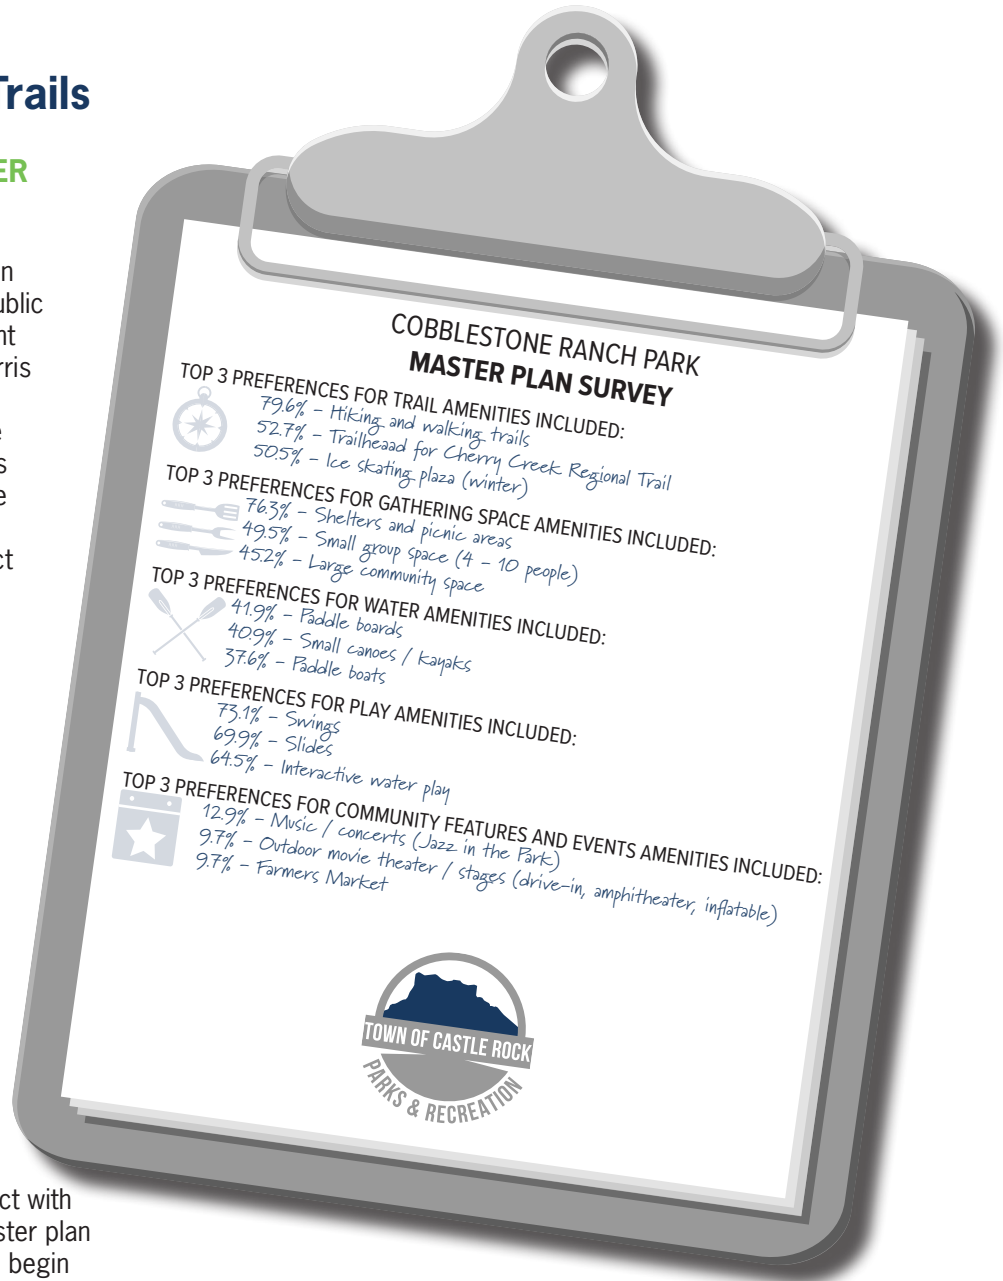 Trails
ER
n
ublic
nt
rris
e
s
e
ct
COBBLESTONE RANCH PARK
MASTER PLAN SURVEY
TOP 3 PREFERENCES FOR TRAIL AMENITIES INCLUDED:
79.6% – Hiking and walking trails
52.7% – Trailheaad for Cherry Creek Regional Trail
50.5% – Ice skating plaza (winter)
TOP 3 PREFERENCES FOR GATHERING SPACE AMENITIES INCLUDED:
76.3% – Shelters and picnic areas
49.5% – Small group space (4 – 10 people)
45.2% – Large community space
TOP 3 PREFERENCES FOR WATER AMENITIES INCLUDED:
41.9% – Paddle boards
40.9% – Small canoes / kayaks
37.6% – Paddle boats
TOP 3 PREFERENCES FOR PLAY AMENITIES INCLUDED:
73.1% – Swings
69.9% – Slides
64.5% – Interactive water play
TOP 3 PREFERENCES FOR COMMUNITY FEATURES AND EVENTS AMENITIES INCLUDED:
12.9% – Music / concerts (Jazz in the Park)
9.7% – Outdoor movie theater / stages (drive-in, amphitheater, inflatable)
9.7% – Farmers Market
TOWN OF CASTLE ROCK
PARKS & RECREATION
ct with
ster plan
begin